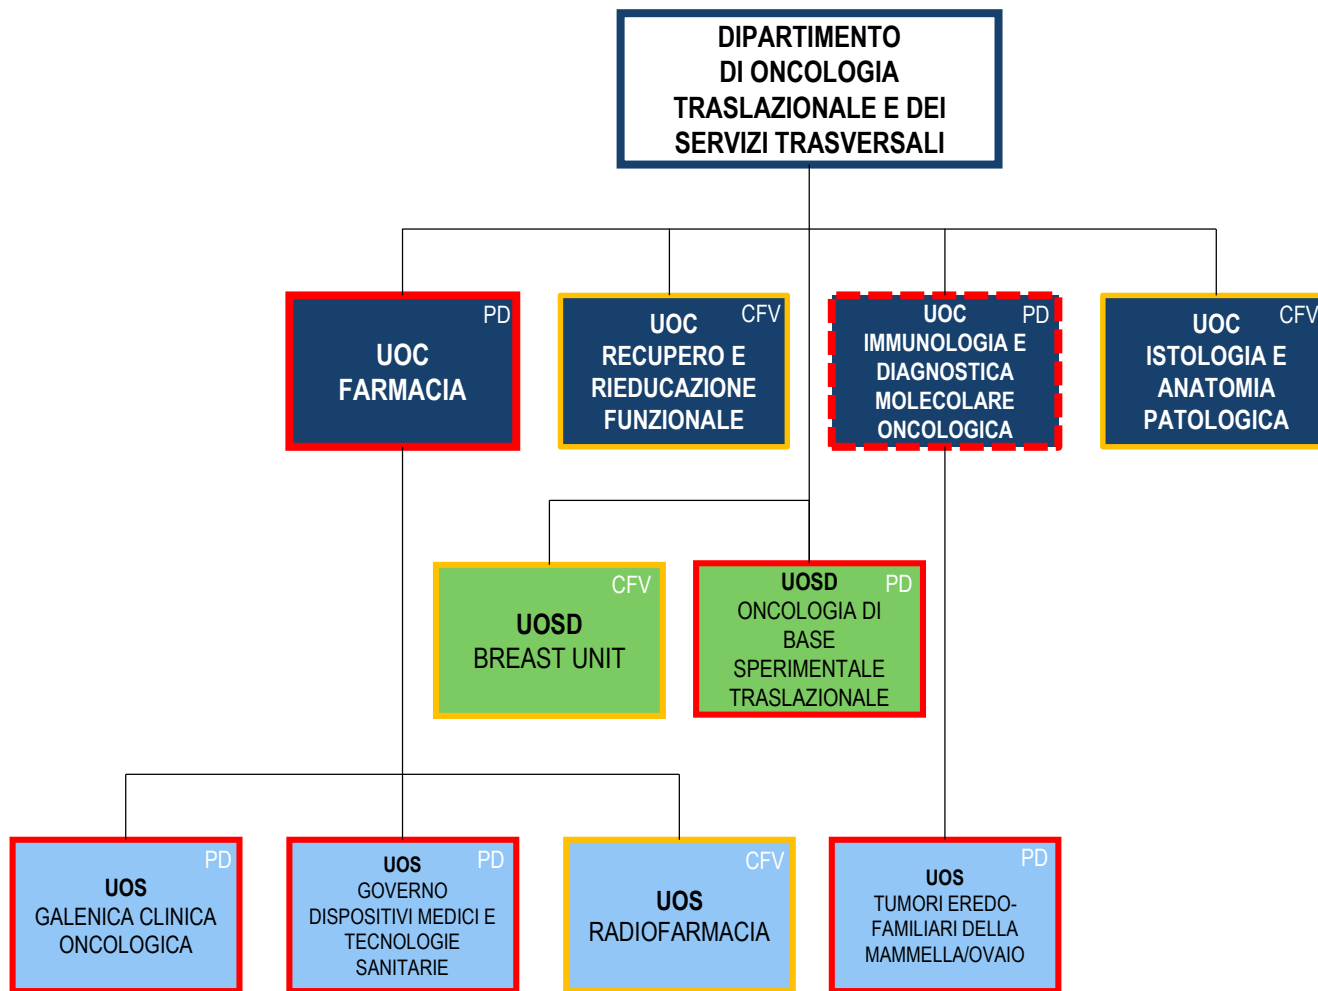 DIPARTIMENTO
DI ONCOLOGIA
TRASLAZIONALE E DEI
SERVIZI TRASVERSALI
PD
UOC
FARMACIA
CFV
UOC
RECUPERO E
RIEDUCAZIONE
FUNZIONALE
PD
UOC
IMMUNOLOGIA E
DIAGNOSTICA
MOLECOLARE
ONCOLOGICA
CFV
UOC
ISTOLOGIA E
ANATOMIA
PATOLOGICA
CFV
UOSD
BREAST UNIT
PD
UOSD
ONCOLOGIA DI
BASE
SPERIMENTALE
TRASLAZIONALE
PD
UOS
GALENICA CLINICA
ONCOLOGICA
PD
UOS
GOVERNO
DISPOSITIVI MEDICI E
TECNOLOGIE
SANITARIE
CFV
UOS
RADIOFARMACIA
PD
UOS
TUMORI EREDO-
FAMILIARI DELLA
MAMMELLA/OVAIO